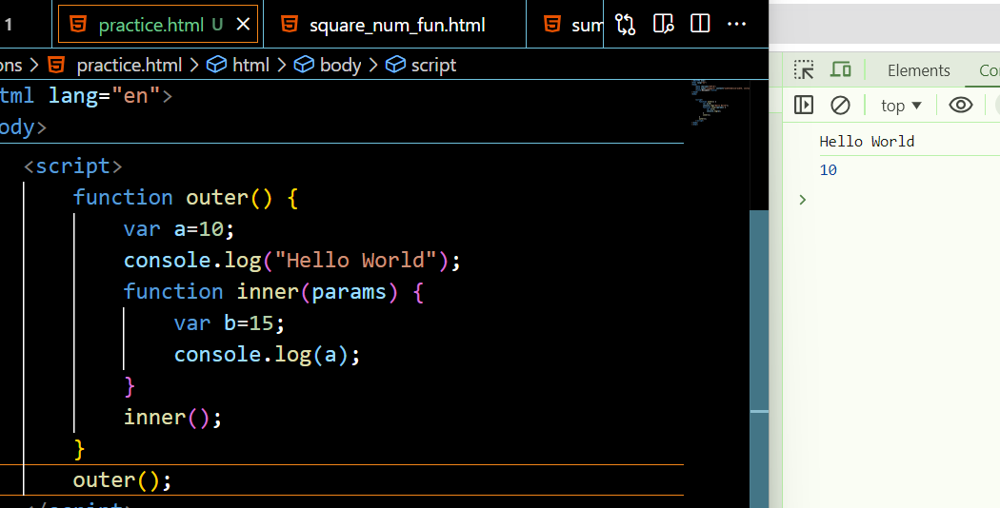 1 practice.html U square_num_fun.html sum
ons > practice.html > html > body > script
tml lang="en">
ody>
<script>
function outer() {
var a=10;
console.log("Hello World");
function inner(params) {
var b=15;
console.log(a);
}
inner();
}
outer();
</script>
Elements Co
top
Hello World
10
>